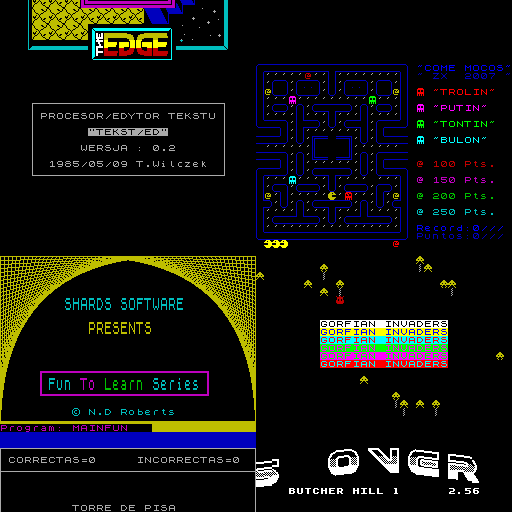 THE EDGE
PROCESOR/EDYTOR TEKSTU
"TEKST/ED"
WERSJA : 0.2
1985/05/09 T.Wilczek
"COME MOCOS"
ZX 2007
"TROLIN"
"PUTIN"
"TONTIN"
"BULON"
100 Pts.
150 Pts.
200 Pts.
250 Pts.
SHARDS SOFTWARE
PRESENTS
Fun To Learn Series
© N.D Roberts
Program: MAINFUN
CORRECTAS=0 INCORRECTAS=0
TORRE DE PISA
GORFIAN INVADERS
GORFIAN INVADERS
GORFIAN INVADERS
GORFIAN INVADERS
GORFIAN INVADERS
GORFIAN INVADERS
OVER
BUTCHER HILL 1 2.56